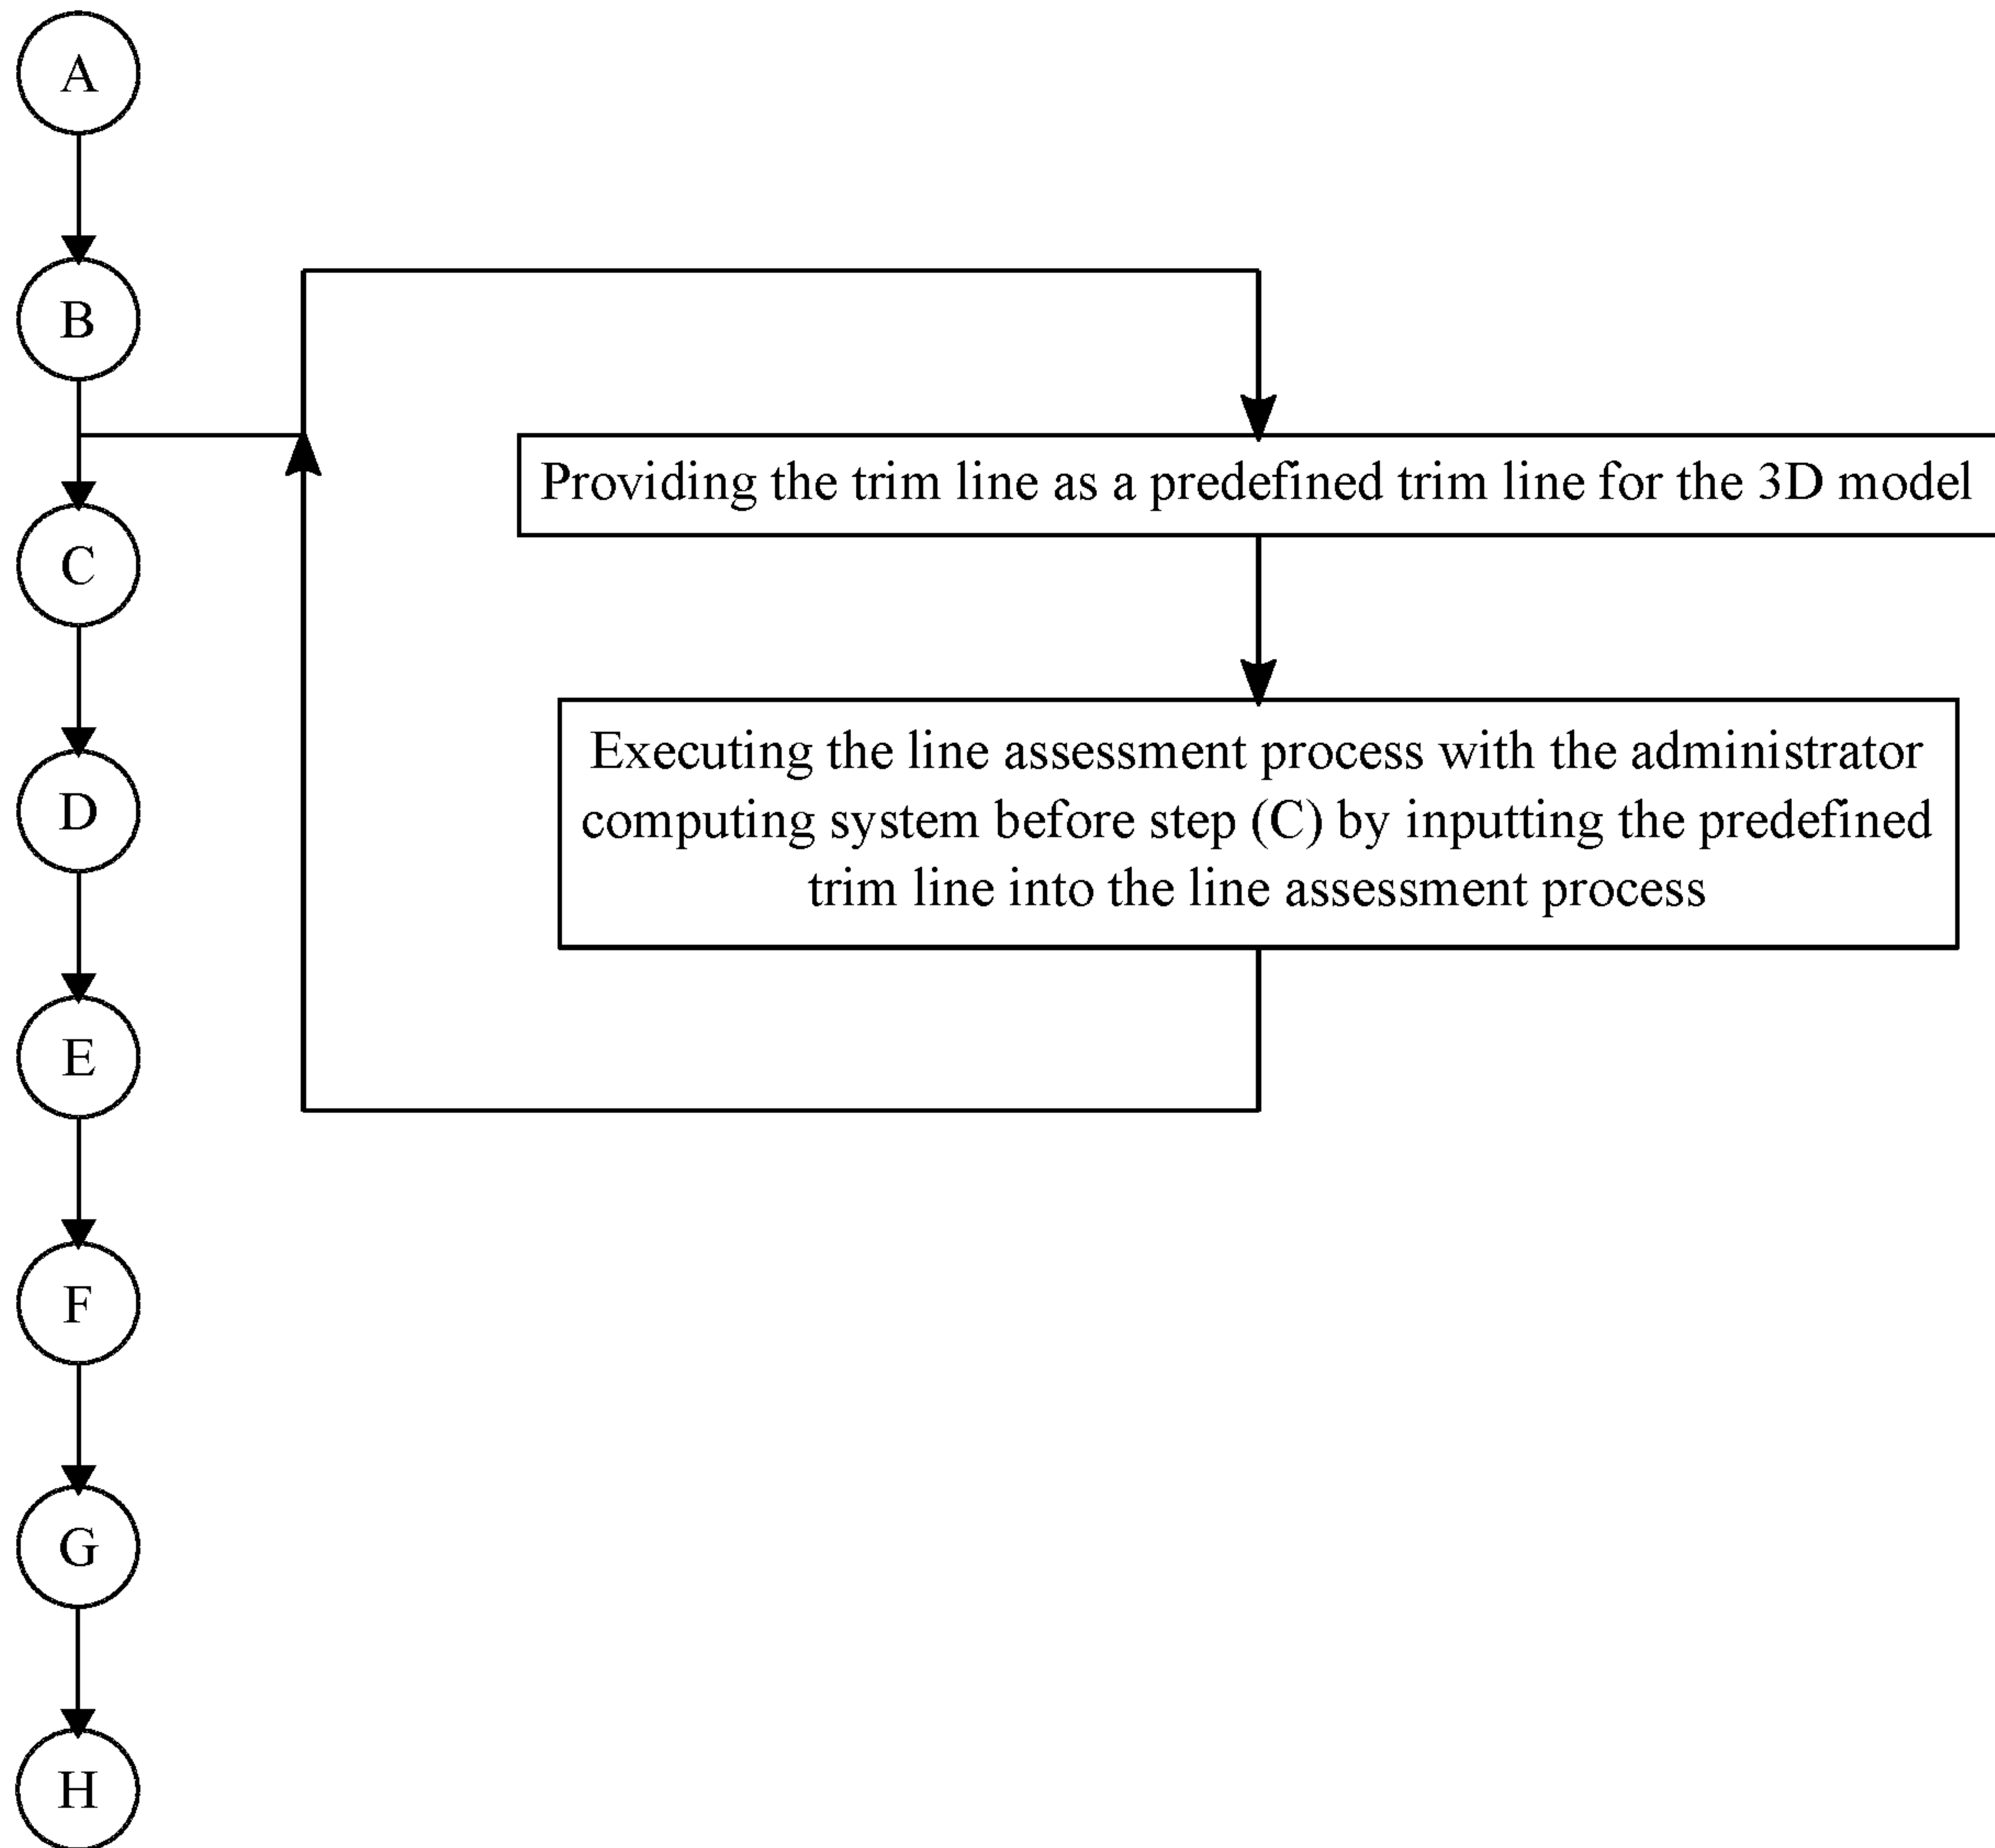 A
B
C
D
E
F
G
H
Providing the trim line as a predefined trim line for the 3D model
Executing the line assessment process with the administrator
computing system before step (C) by inputting the predefined
trim line into the line assessment process